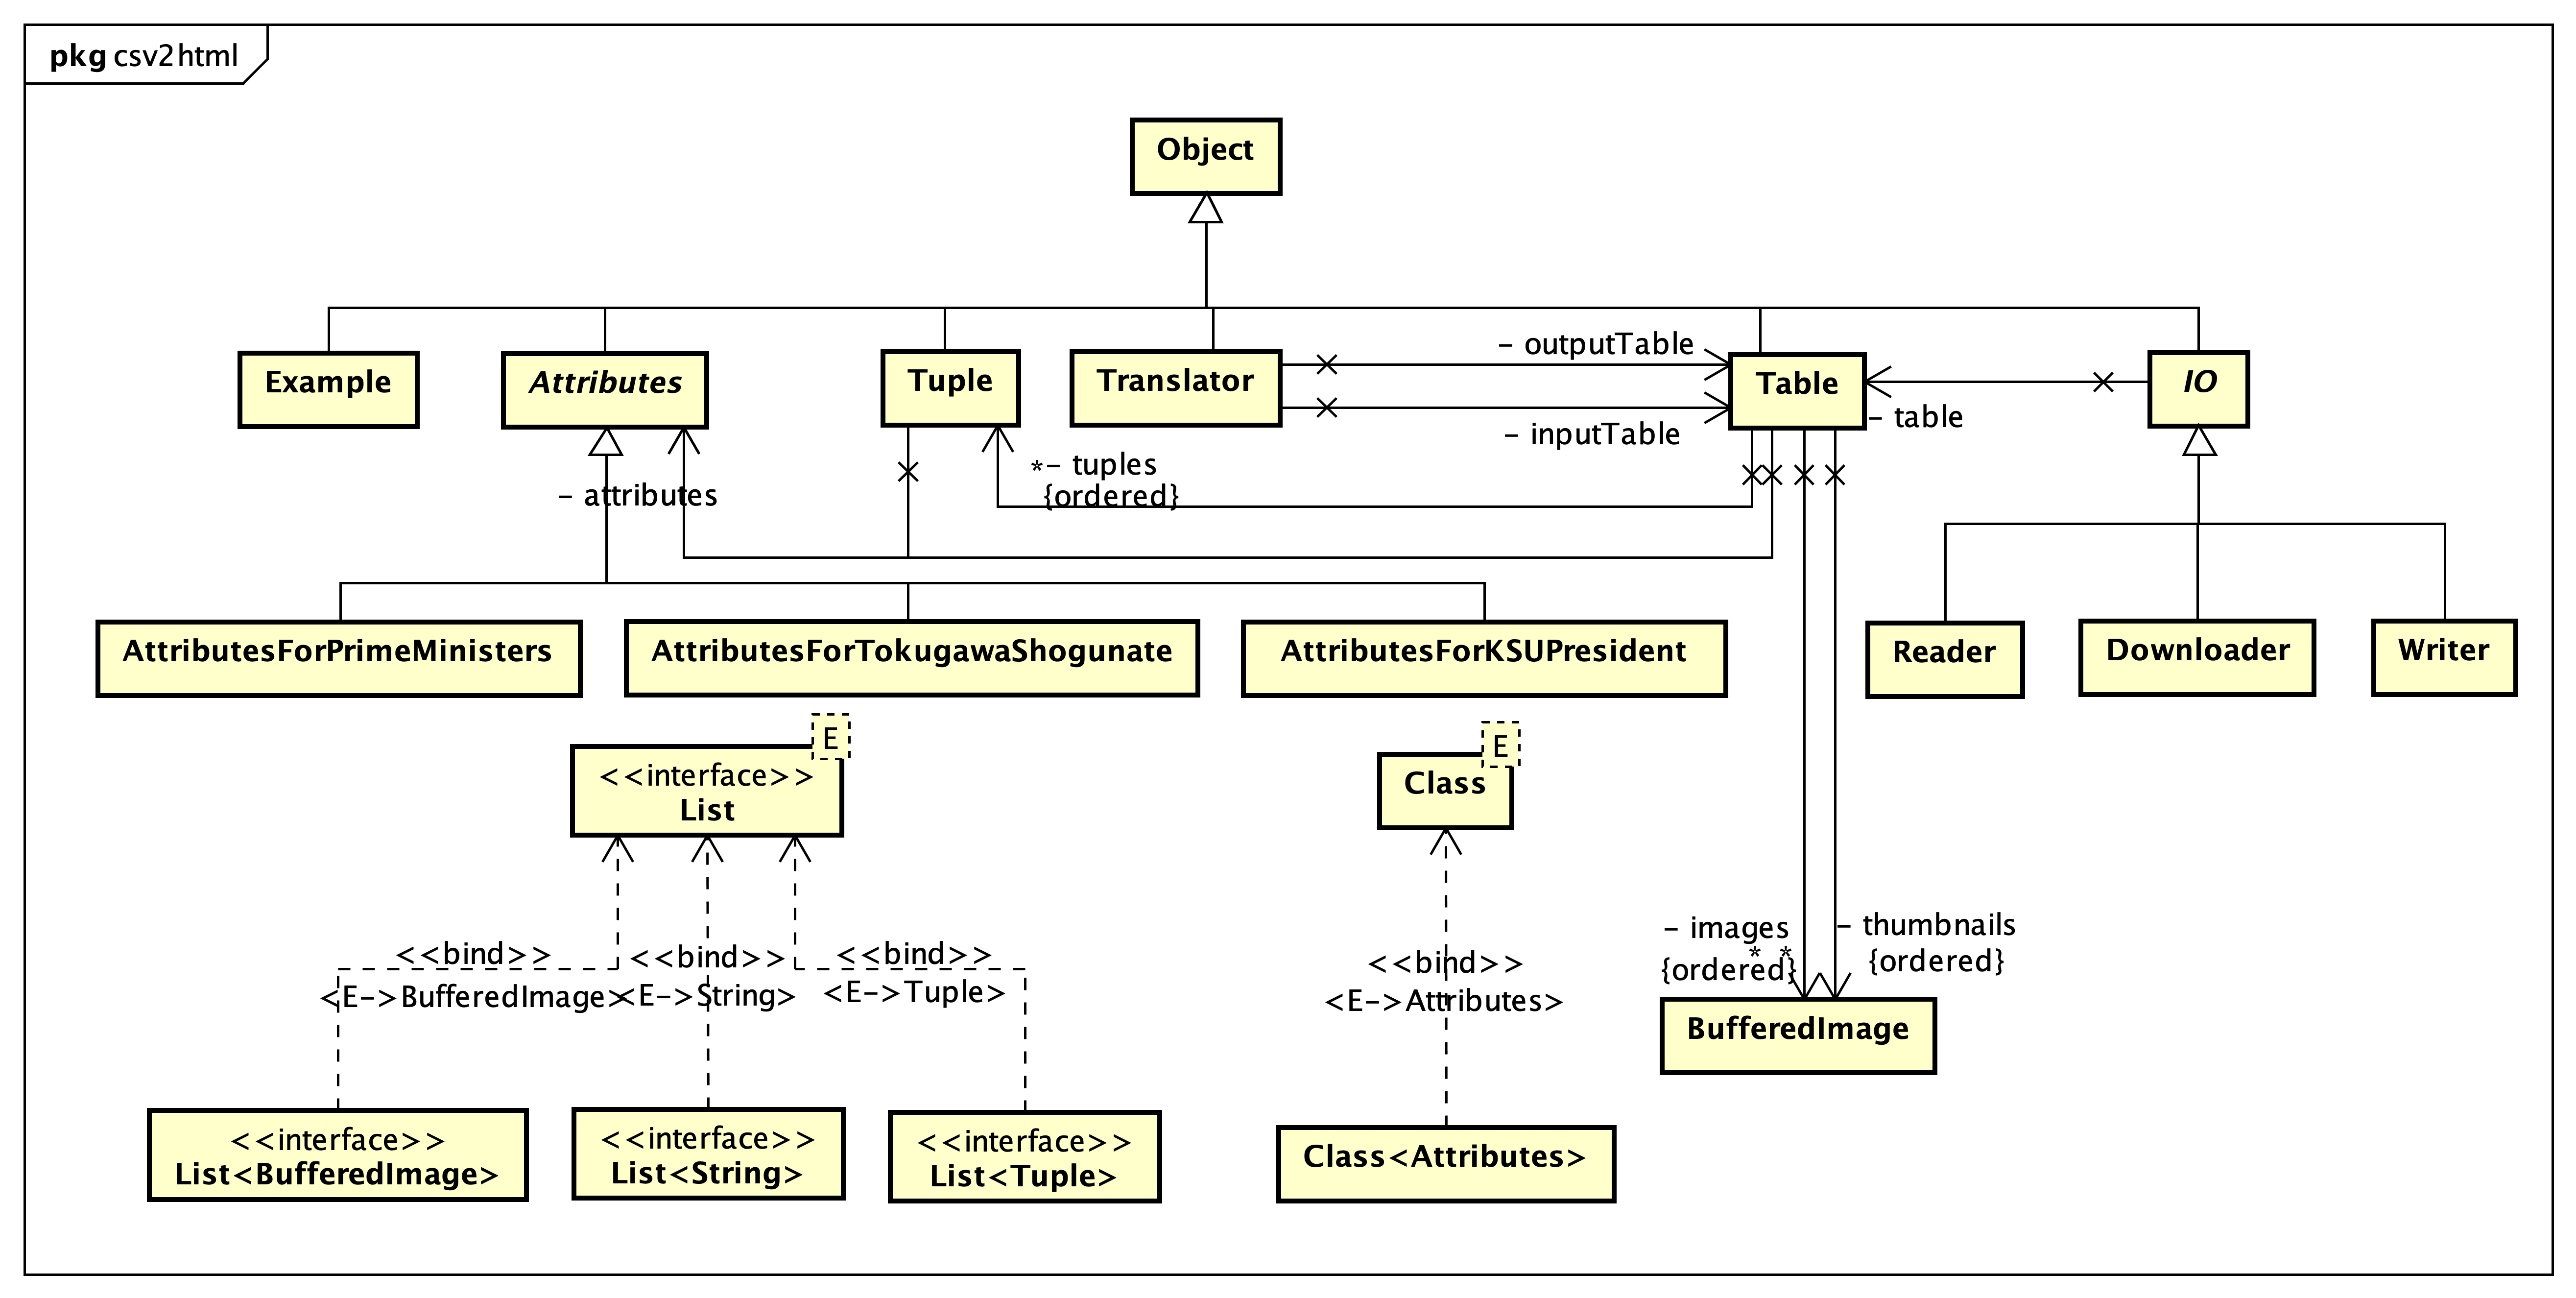 pkg csv2html
Object
Example
Attributes
Tuple
Translator
- outputTable
- inputTable
Table
- table
IO
- attributes
*- tuples
{ordered}
AttributesForPrimeMinisters
AttributesForTokugawaShogunate
AttributesForKSUPresident
Reader
Downloader
Writer
E
<<interface>>
List
E
Class
<<bind>>
<E->BufferedImage>
<<bind>>
<E->String>
<<bind>>
<E->Tuple>
<<bind>>
<E->Attributes>
- images
*
{ordered}
- thumbnails
*
{ordered}
BufferedImage
<<interface>>
List<BufferedImage>
<<interface>>
List<String>
<<interface>>
List<Tuple>
Class<Attributes>